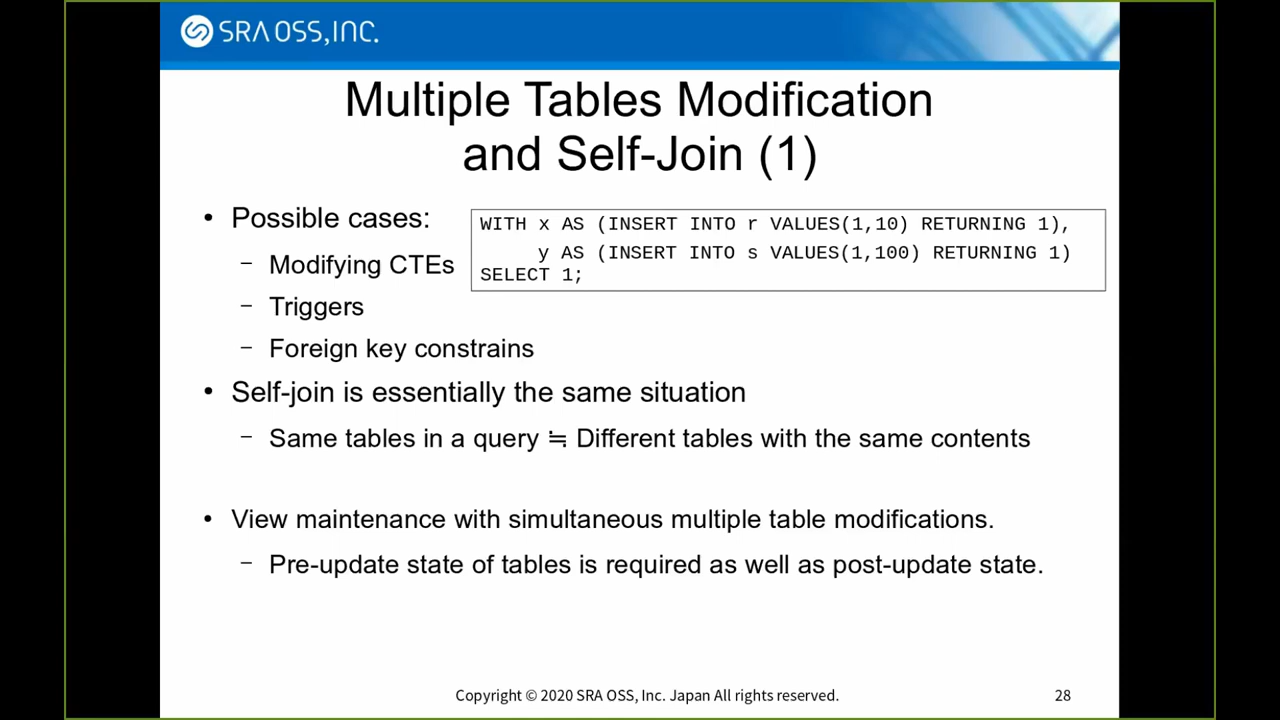 SRA OSS, INC.
Multiple Tables Modification
and Self-Join (1)
• Possible cases:
– Modifying CTEs
– Triggers
– Foreign key constrains
WITH x AS (INSERT INTO r VALUES(1,10) RETURNING 1),
y AS (INSERT INTO s VALUES(1,100) RETURNING 1)
SELECT 1;
• Self-join is essentially the same situation
– Same tables in a query ≒ Different tables with the same contents
• View maintenance with simultaneous multiple table modifications.
– Pre-update state of tables is required as well as post-update state.
Copyright © 2020 SRA OSS, Inc. Japan All rights reserved.
28